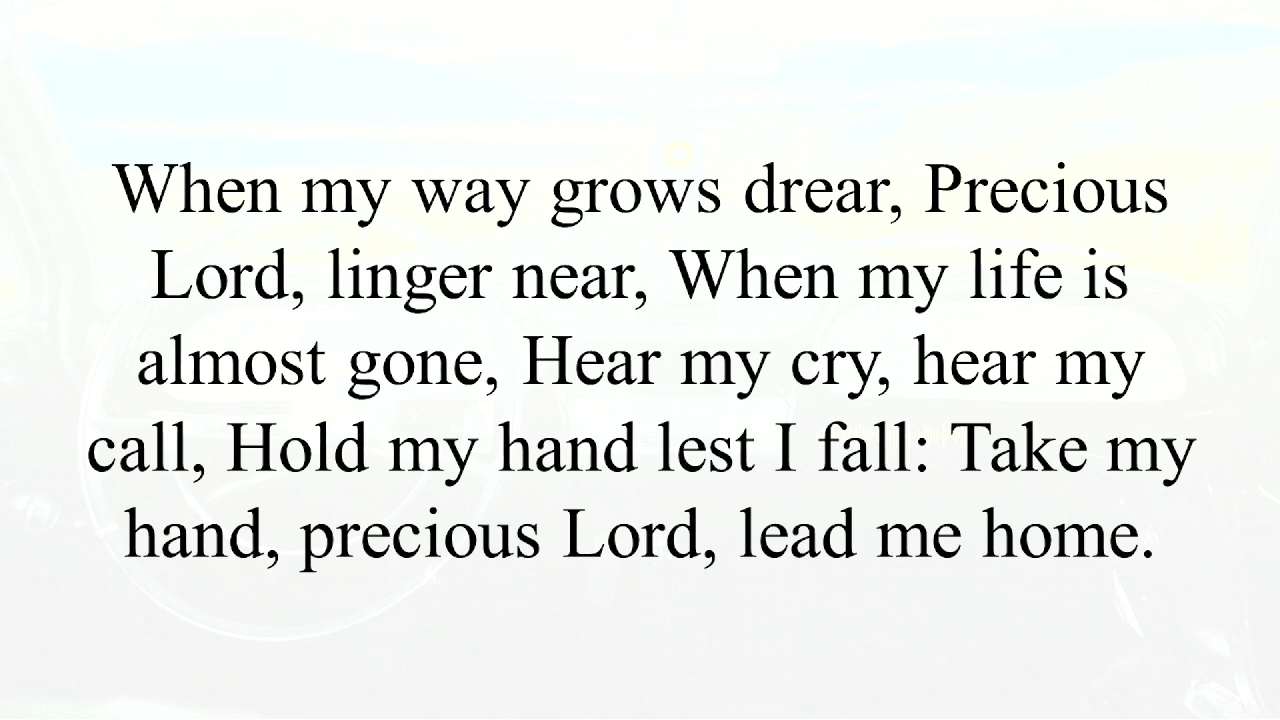 When my way grows drear, Precious
Lord, linger near, When my life is
almost gone, Hear my cry, hear my
call, Hold my hand lest I fall: Take my
hand, precious Lord, lead me home.